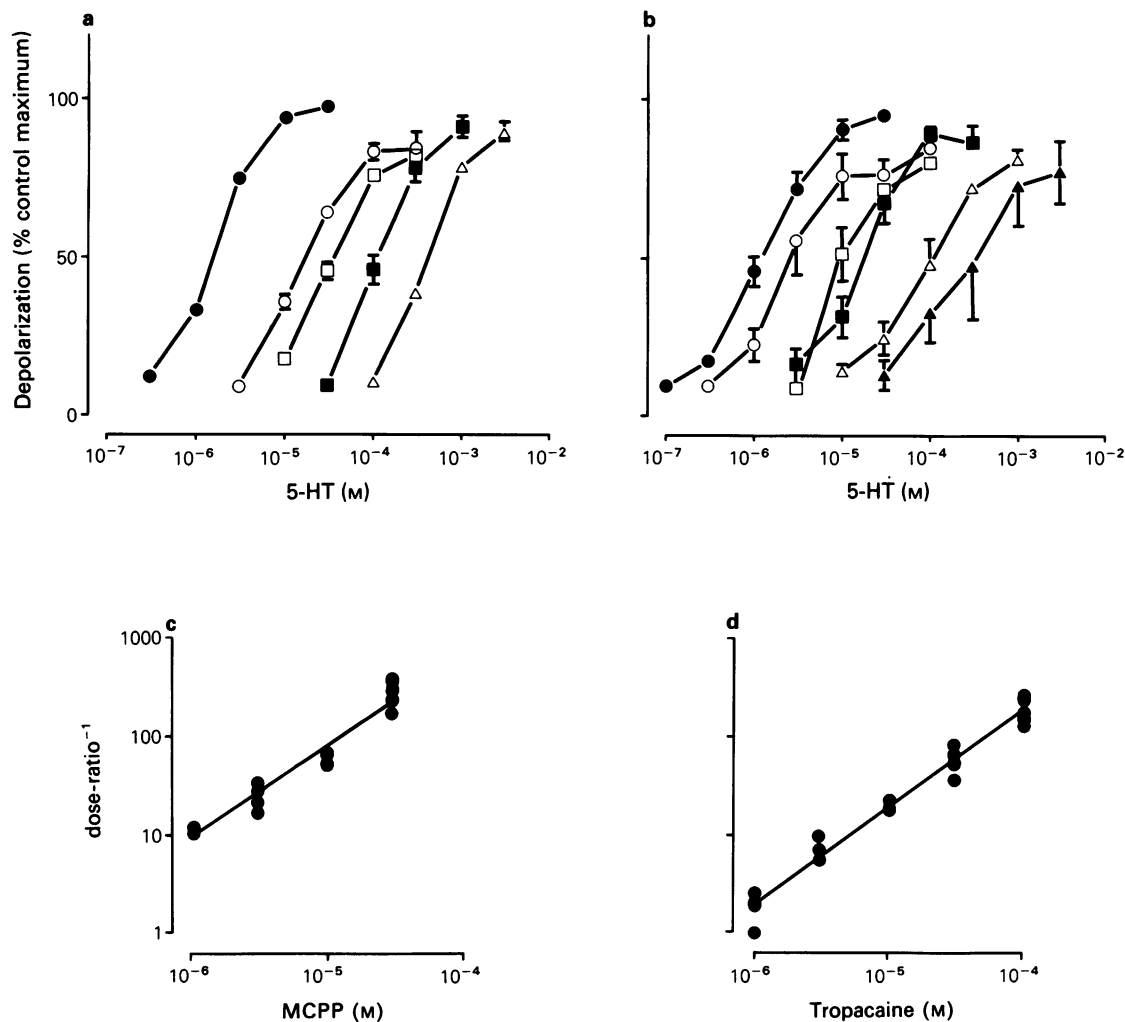 a
b
Depolarization (% control maximum)
100
50
0
10⁻⁷ 10⁻⁶ 10⁻⁵ 10⁻⁴ 10⁻³ 10⁻²
5-HT (M)
10⁻⁷ 10⁻⁶ 10⁻⁵ 10⁻⁴ 10⁻³ 10⁻²
5-HT (M)
c
d
dose-ratio⁻¹
1000
100
10
1
10⁻⁶ 10⁻⁵ 10⁻⁴
MCPP (M)
10⁻⁶ 10⁻⁵ 10⁻⁴
Tropacaine (M)